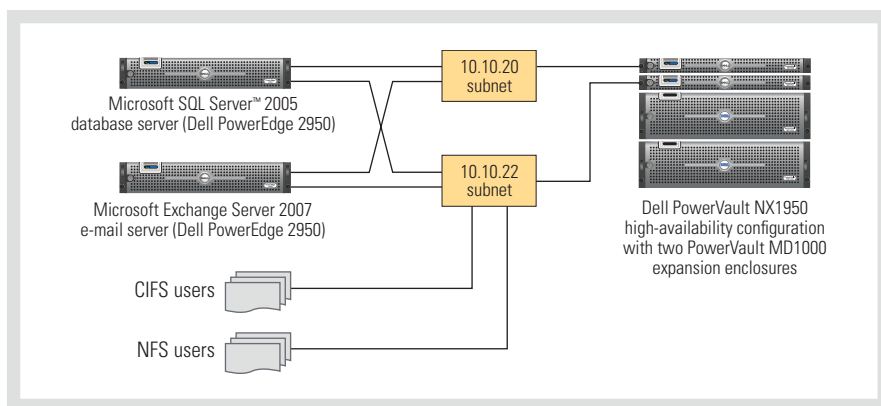 10.10.20
subnet
Microsoft SQL Server™ 2005
database server (Dell PowerEdge 2950)
10.10.22
subnet
Microsoft Exchange Server 2007
e-mail server (Dell PowerEdge 2950)
Dell PowerVault NX1950
high-availability configuration
with two PowerVault MD1000
expansion enclosures
CIFS users
NFS users